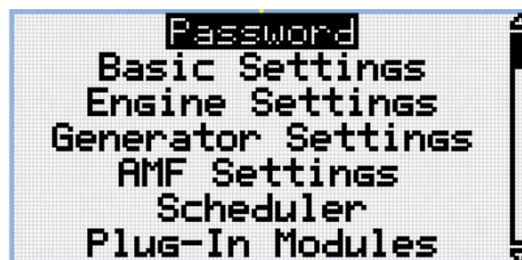 Password
Basic Settings
Engine Settings
Generator Settings
AMF Settings
Scheduler
Plug-In Modules